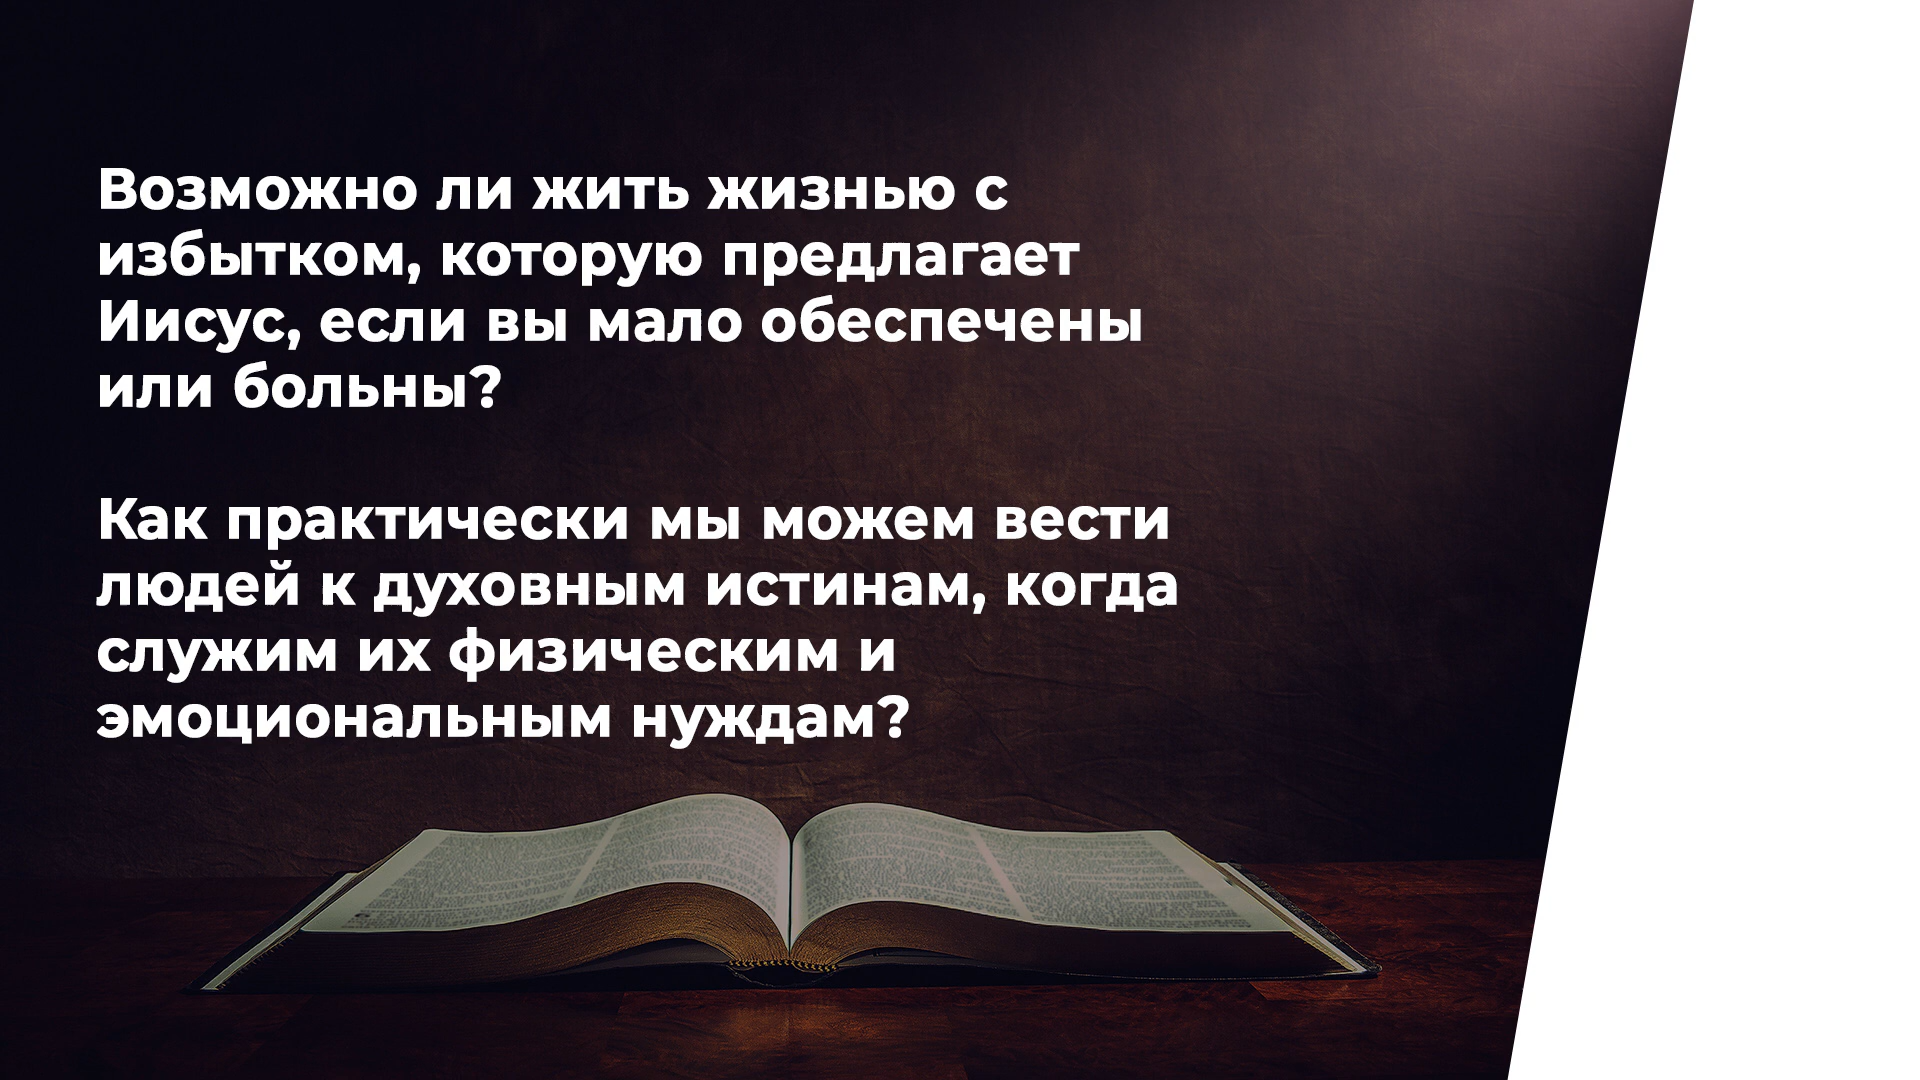 Возможно ли жить жизнью с
избытком, которую предлагает
Иисус, если вы мало обеспечены
или больны?
Как практически мы можем вести
людей к духовным истинам, когда
служим их физическим и
эмоциональным нуждам?